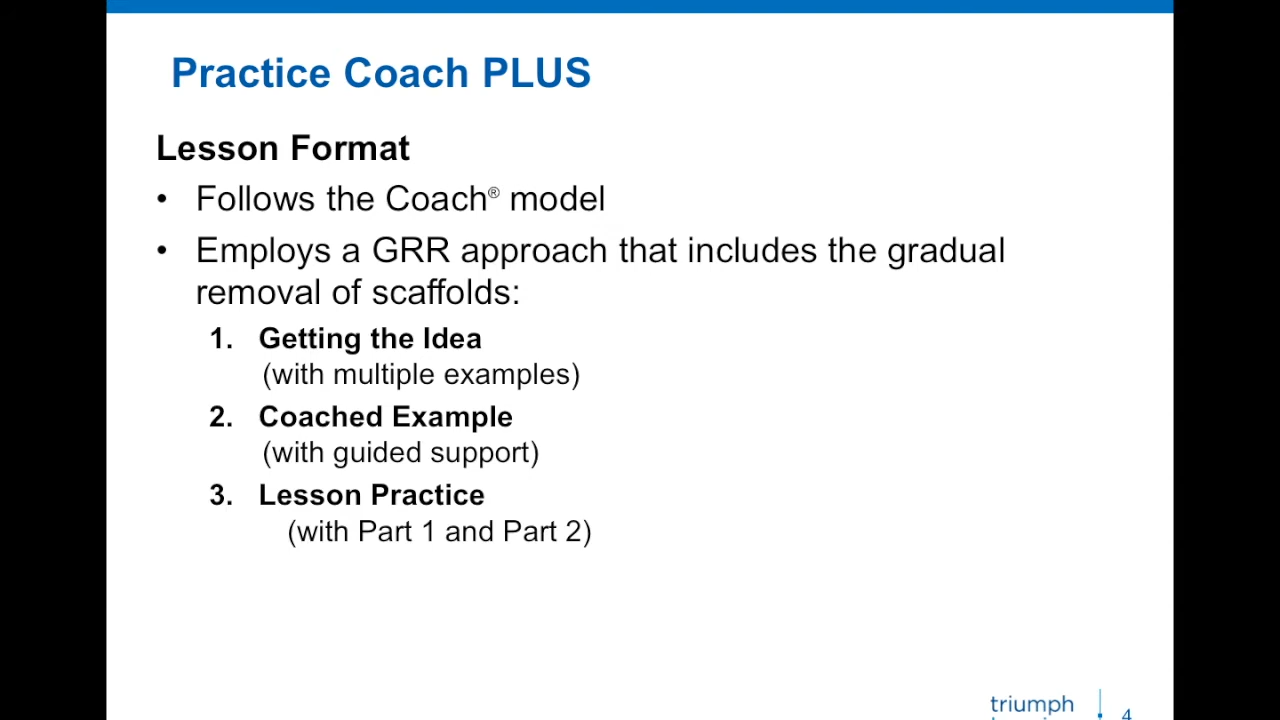 Practice Coach PLUS
Lesson Format
• Follows the Coach® model
• Employs a GRR approach that includes the gradual
removal of scaffolds:
1. Getting the Idea
(with multiple examples)
2. Coached Example
(with guided support)
3. Lesson Practice
(with Part 1 and Part 2)
triumph
4